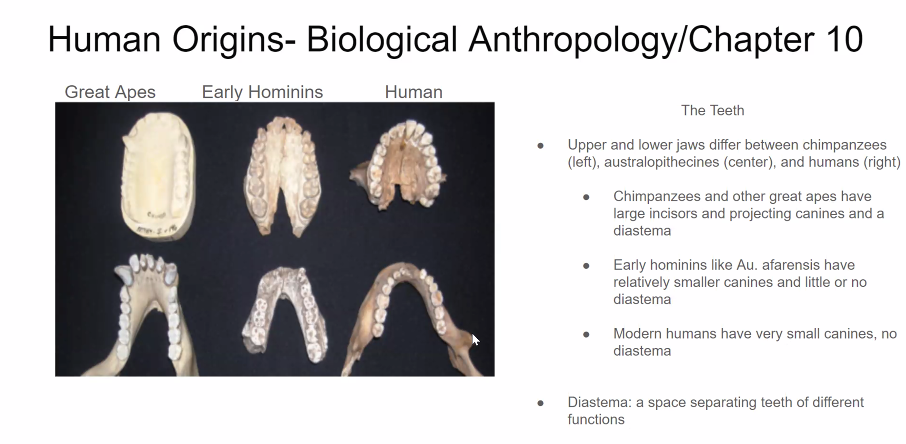 Human Origins- Biological Anthropology/Chapter 10
Great Apes Early Hominins Human
The Teeth
● Upper and lower jaws differ between chimpanzees
(left), australopithecines (center), and humans (right)
● Chimpanzees and other great apes have
large incisors and projecting canines and a
diastema
● Early hominins like Au. afarensis have
relatively smaller canines and little or no
diastema
● Modern humans have very small canines, no
diastema
● Diastema: a space separating teeth of different
functions